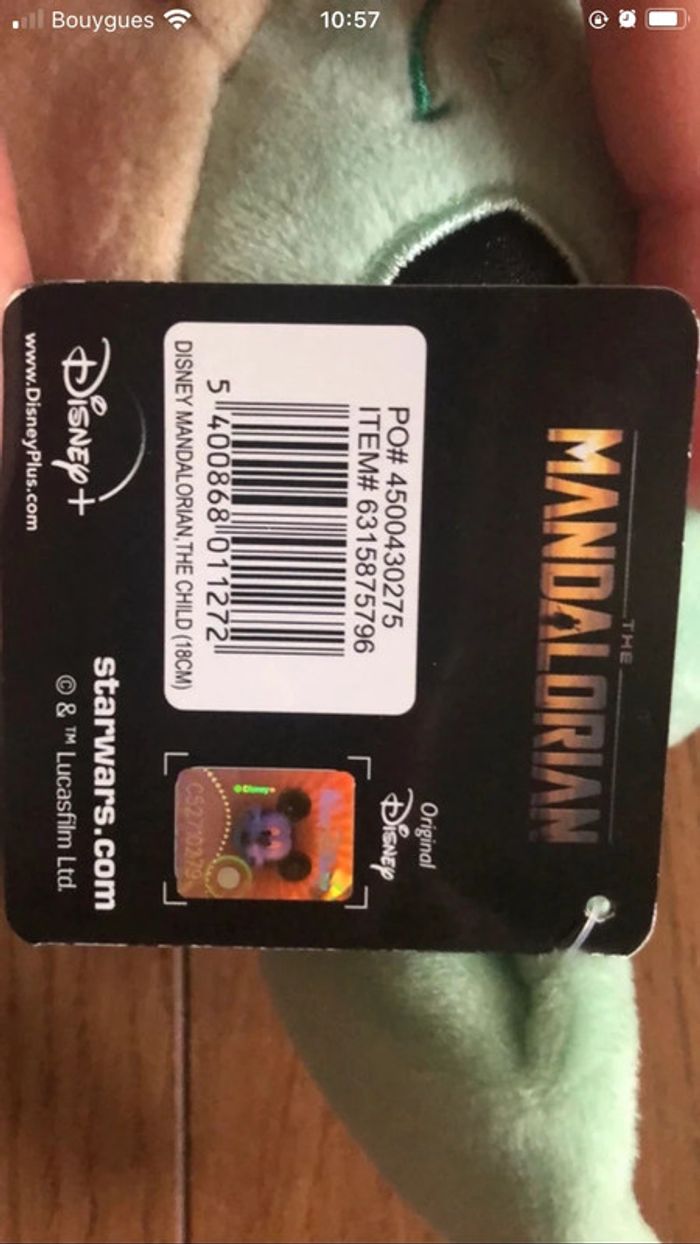 Bouygues
10:57
THE
MANDALORIAN
PO# 4500430275
ITEM# 6315875796
5 400868 011272
DISNEY MANDALORIAN,THE CHILD (18CM)
Original
Disney
Disney
Disney+
www.DisneyPlus.com
starwars.com
© & ™ Lucasfilm Ltd.